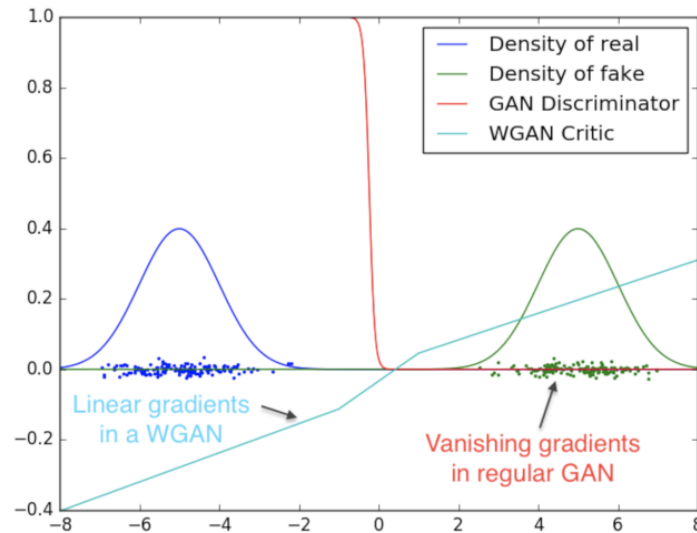 1.0
Density of real
Density of fake
GAN Discriminator
WGAN Critic
0.8
0.6
0.4
0.2
0.0
Linear gradients
in a WGAN
Vanishing gradients
in regular GAN
−0.2
−0.4
−8 −6 −4 −2 0 2 4 6 8